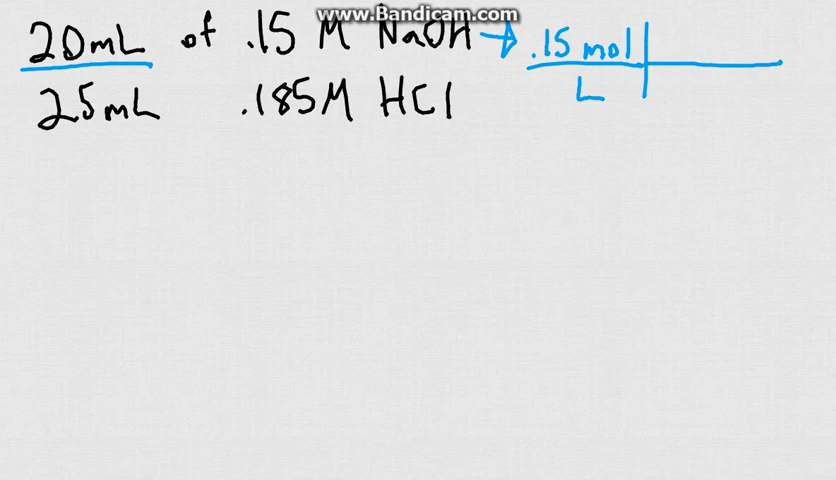 www.Bandicam.com
20mL of .15 M NaOH → .15 mol
L
25mL .185M HCl